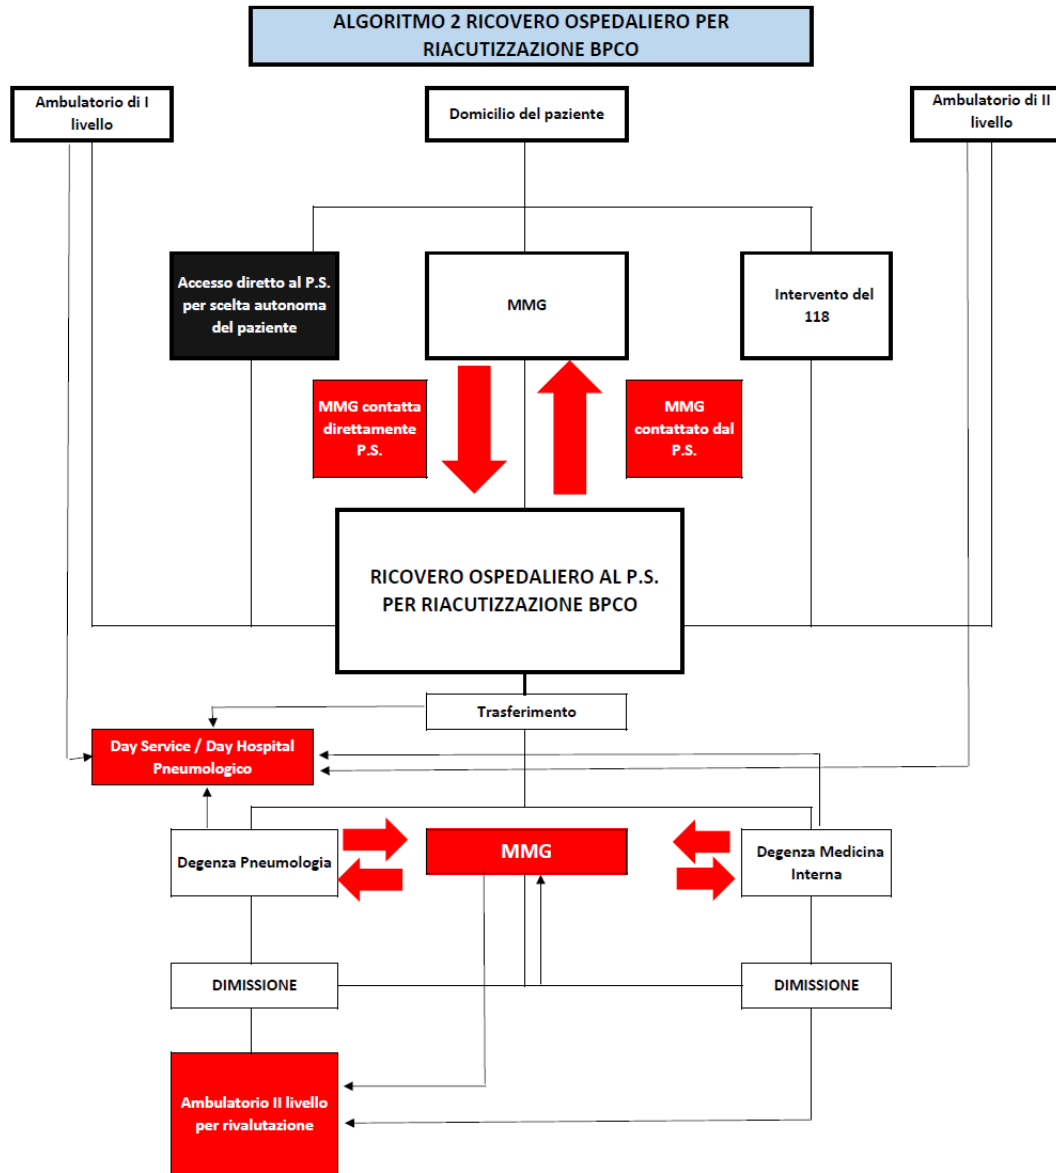 ALGORITMO 2 RICOVERO OSPEDALIERO PER
RIACUTIZZAZIONE BPCO
Ambulatorio di I
livello
Domicilio del paziente
Ambulatorio di II
livello
Accesso diretto al P.S.
per scelta autonoma
del paziente
MMG
Intervento del
118
MMG contatta
direttamente
P.S.
MMG
contattato dal
P.S.
RICOVERO OSPEDALIERO AL P.S.
PER RIACUTIZZAZIONE BPCO
Trasferimento
Day Service / Day Hospital
Pneumologico
Degenza Pneumologia
MMG
Degenza Medicina
Interna
DIMISSIONE
DIMISSIONE
Ambulatorio II livello
per rivalutazione